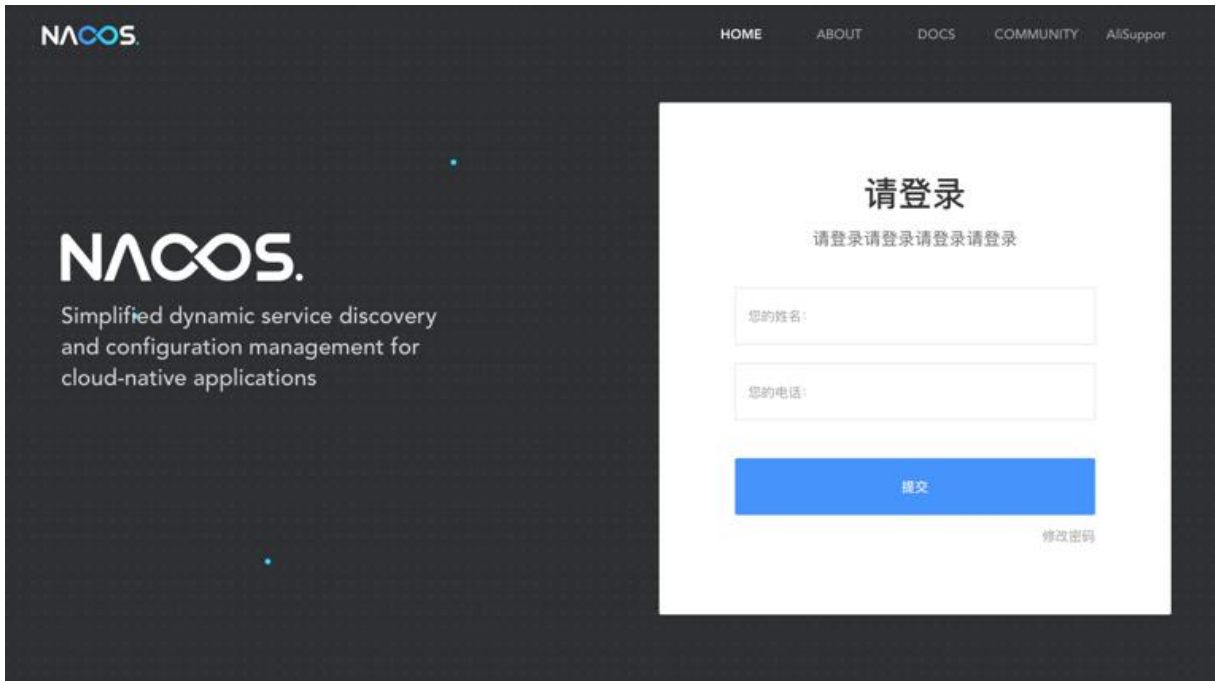 NACOS.
HOME ABOUT DOCS COMMUNITY AliSuppor
NACOS.
Simplified dynamic service discovery
and configuration management for
cloud-native applications
请登录
请登录请登录请登录请登录
您的姓名:
您的电话:
提交
修改密码